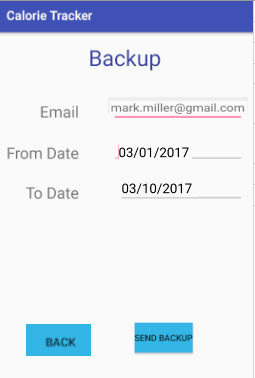 Calorie Tracker
Backup
Email mark.miller@gmail.com
From Date 03/01/2017
To Date 03/10/2017
BACK SEND BACKUP